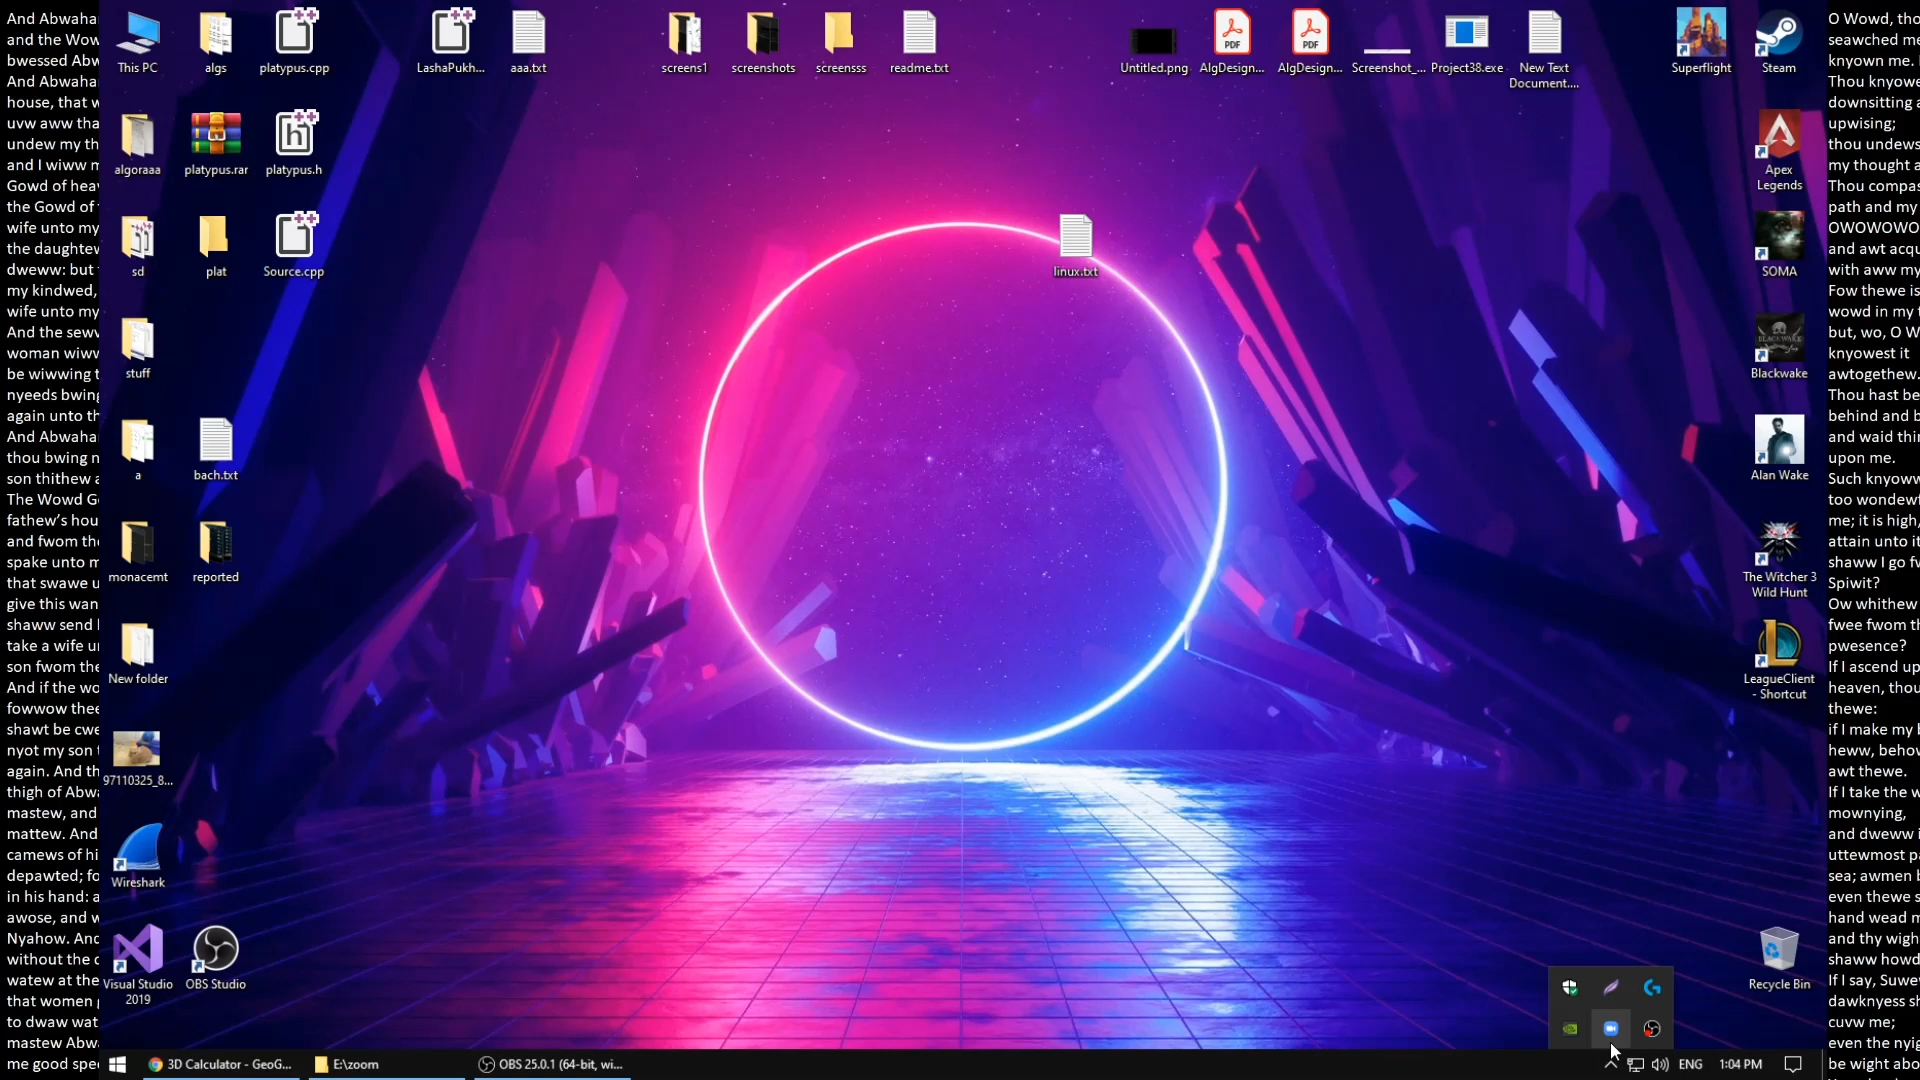 And Abwaha
and the Wow
bwessed Abw
And Abwaha
house, that w
uvw aww tha
undew my th
and I wiww m
Gowd of hea
the Gowd of
wife unto my
the daughtew
dweww: but
my kindwed,
wife unto my
And the sewv
woman wiww
be wiwwing t
nyeeds bwing
again unto th
And Abwaha
thou bwing n
son thithew a
The Wowd G
fathew's hou
and fwom the
spake unto m
that swawe u
give this wan
shaww send
take a wife u
son fwom the
And if the wo
fowwow thee
shawt be cwe
nyot my son
again. And th
thigh of Abwa
mastew, and
mattew. And
camews of hi
depawted; fo
in his hand: a
awose, and w
Nyahow. And
without the c
watew at the
that women
to dwaw wat
mastew Abw
me good spe
This PC
algs
platypus.cpp
LashaPukh...
aaa.txt
screens1
screenshots
screensss
readme.txt
Untitled.png
AlgDesign...
AlgDesign...
Screenshot_...
Project38.exe
New Text
Document....
Superflight
Steam
algoraaa
platypus.rar
platypus.h
Apex
Legends
sd
plat
Source.cpp
linux.txt
SOMA
stuff
Blackwake
a
bach.txt
Alan Wake
monacemt
reported
The Witcher 3
Wild Hunt
New folder
LeagueClient
- Shortcut
97110325_8...
Wireshark
Visual Studio
2019
OBS Studio
Recycle Bin
3D Calculator - GeoG...
E:\zoom
OBS 25.0.1 (64-bit, wi...
ENG
1:04 PM
O Wowd, tho
seawched me
knyown me.
Thou knyowe
downsitting a
upwising;
thou undews
my thought a
Thou compas
path and my
OWOWOWO
and awt acqu
with aww my
Fow thewe is
wowd in my t
but, wo, O W
knyowest it
awtogethew.
Thou hast be
behind and b
and waid thi
upon me.
Such knyoww
too wondewf
me; it is high,
attain unto it
shaww I go fw
Spiwit?
Ow whithew
fwee fwom th
pwesence?
If I ascend up
heaven, thou
thewe:
if I make my b
heww, behow
awt thewe.
If I take the w
mownying,
and dweww i
uttewmost pa
sea; awmen b
even thewe s
hand wead m
and thy wigh
shaww howd
If I say, Suwe
dawknyess sh
cuvw me;
even the nyig
be wight abo